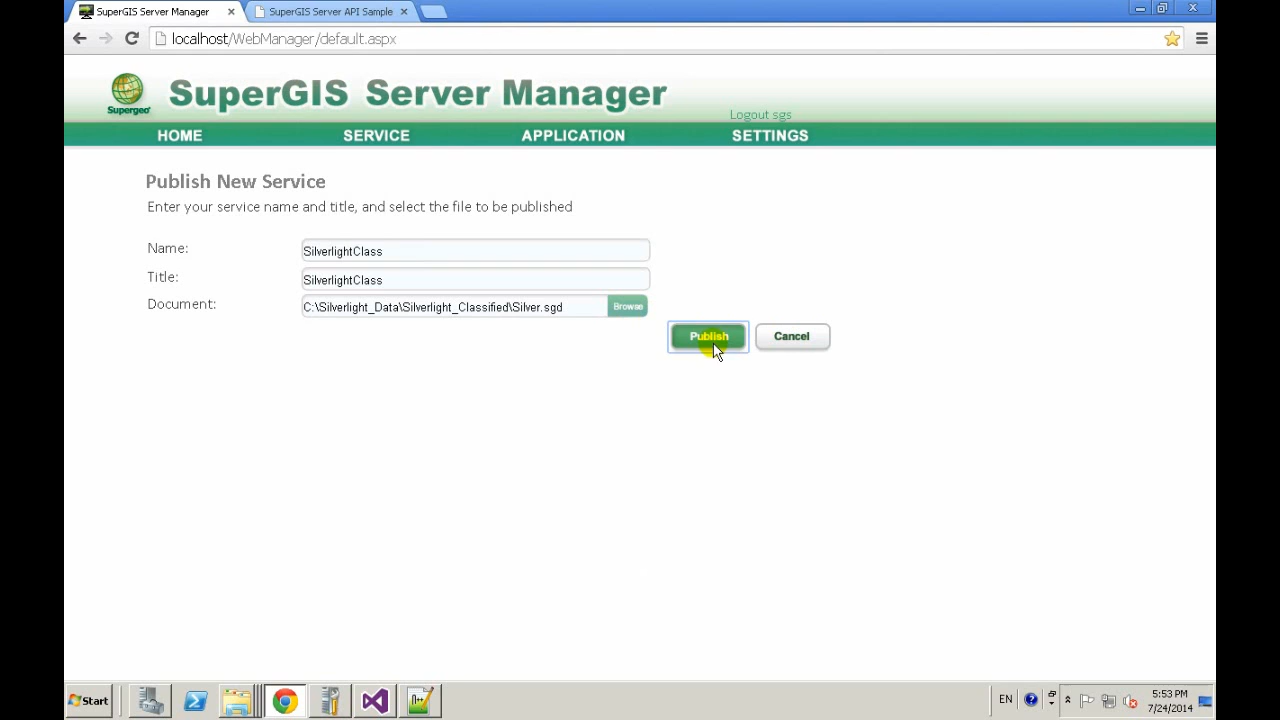 SuperGIS Server Manager
SuperGIS Server API Sample
localhost/WebManager/default.aspx
Supergeo
SuperGIS Server Manager
Logout sgs
HOME SERVICE APPLICATION SETTINGS
Publish New Service
Enter your service name and title, and select the file to be published
Name: SilverlightClass
Title: SilverlightClass
Document: C:\Silverlight_Data\Silverlight_Classified\Silver.sgd Browse
Publish Cancel
Start EN 5:53 PM
7/24/2014